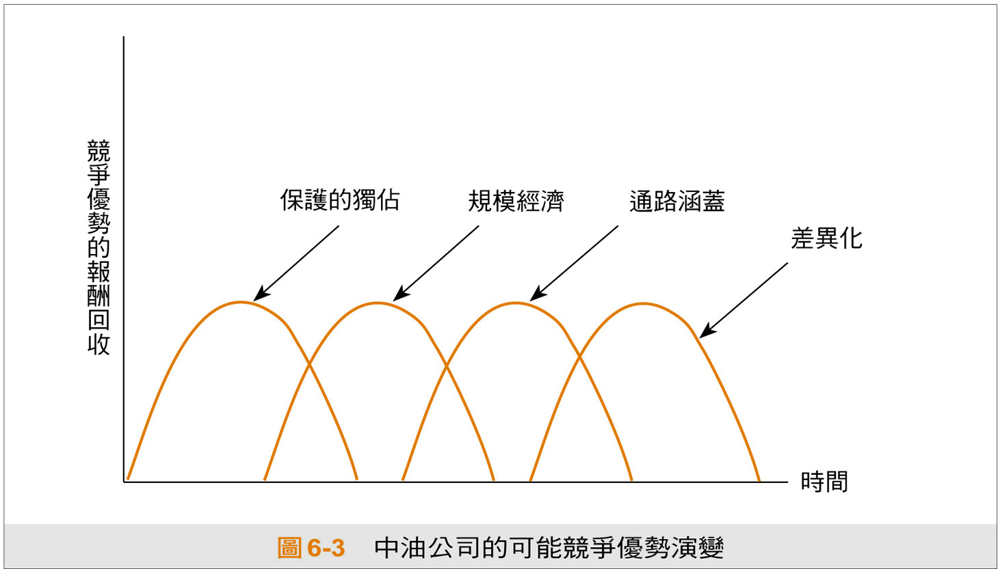 競爭優勢的報酬回收
保護的獨佔
規模經濟
通路涵蓋
差異化
時間
圖 6-3 中油公司的可能競爭優勢演變